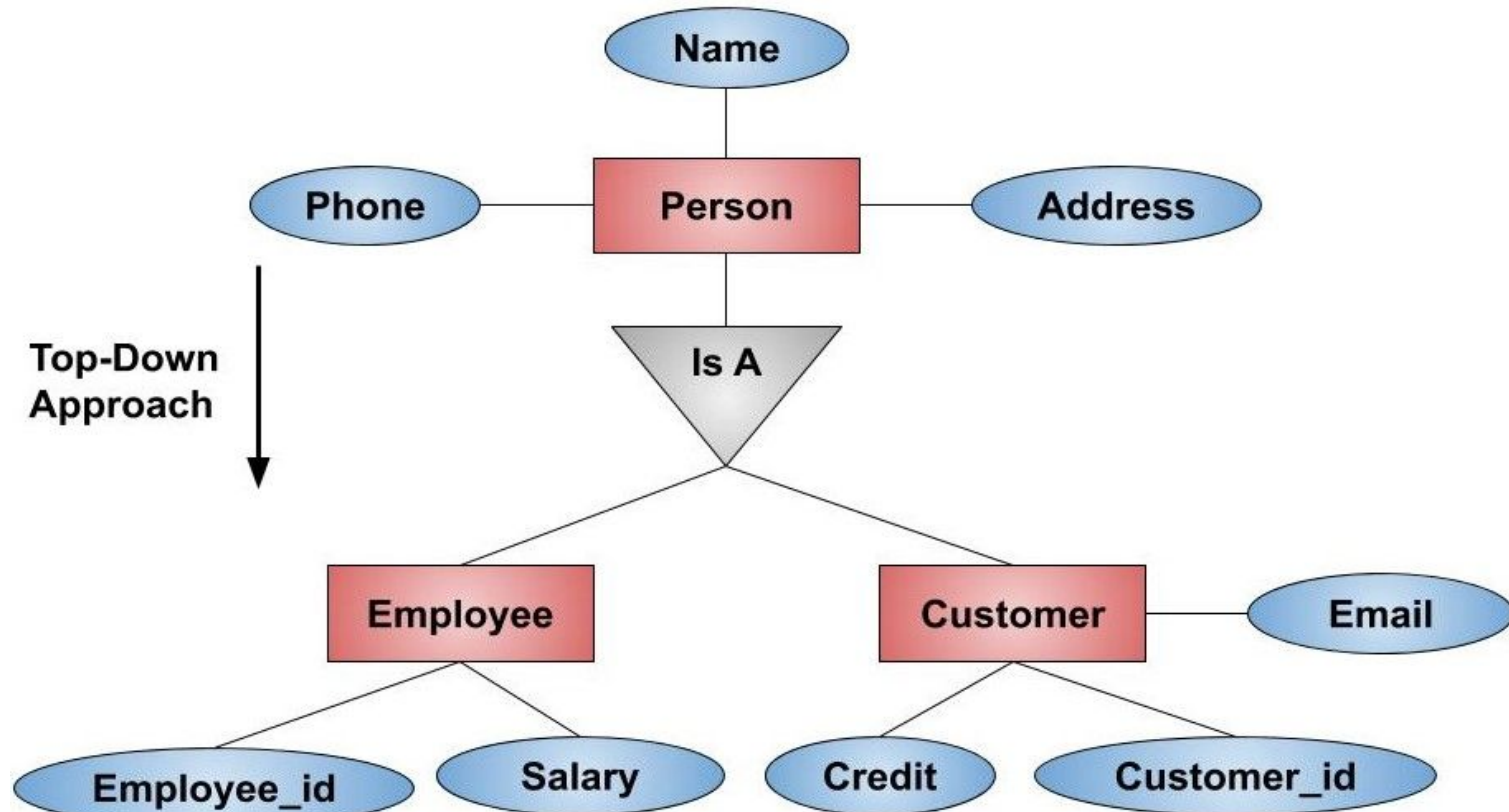 Name
Phone
Person
Address
Is A
Top-Down
Approach
Employee
Customer
Email
Employee_id
Salary
Credit
Customer_id